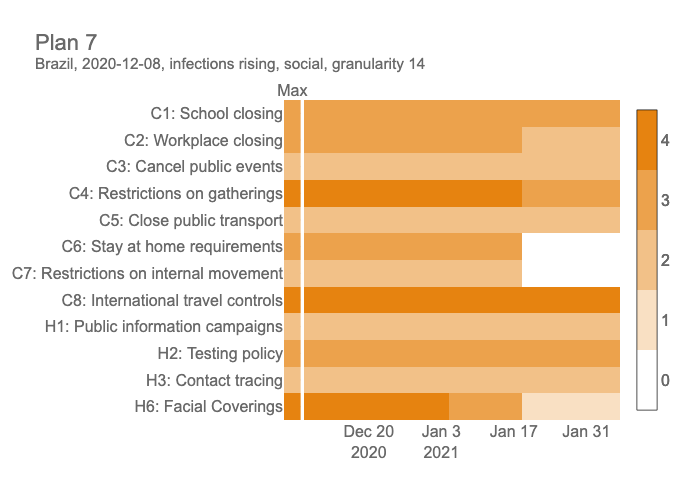 Plan 7
Brazil, 2020-12-08, infections rising, social, granularity 14
Max
C1: School closing
C2: Workplace closing
C3: Cancel public events
C4: Restrictions on gatherings
C5: Close public transport
C6: Stay at home requirements
C7: Restrictions on internal movement
C8: International travel controls
H1: Public information campaigns
H2: Testing policy
H3: Contact tracing
H6: Facial Coverings
Dec 20 Jan 3 Jan 17 Jan 31
2020 2021
4
3
2
1
0